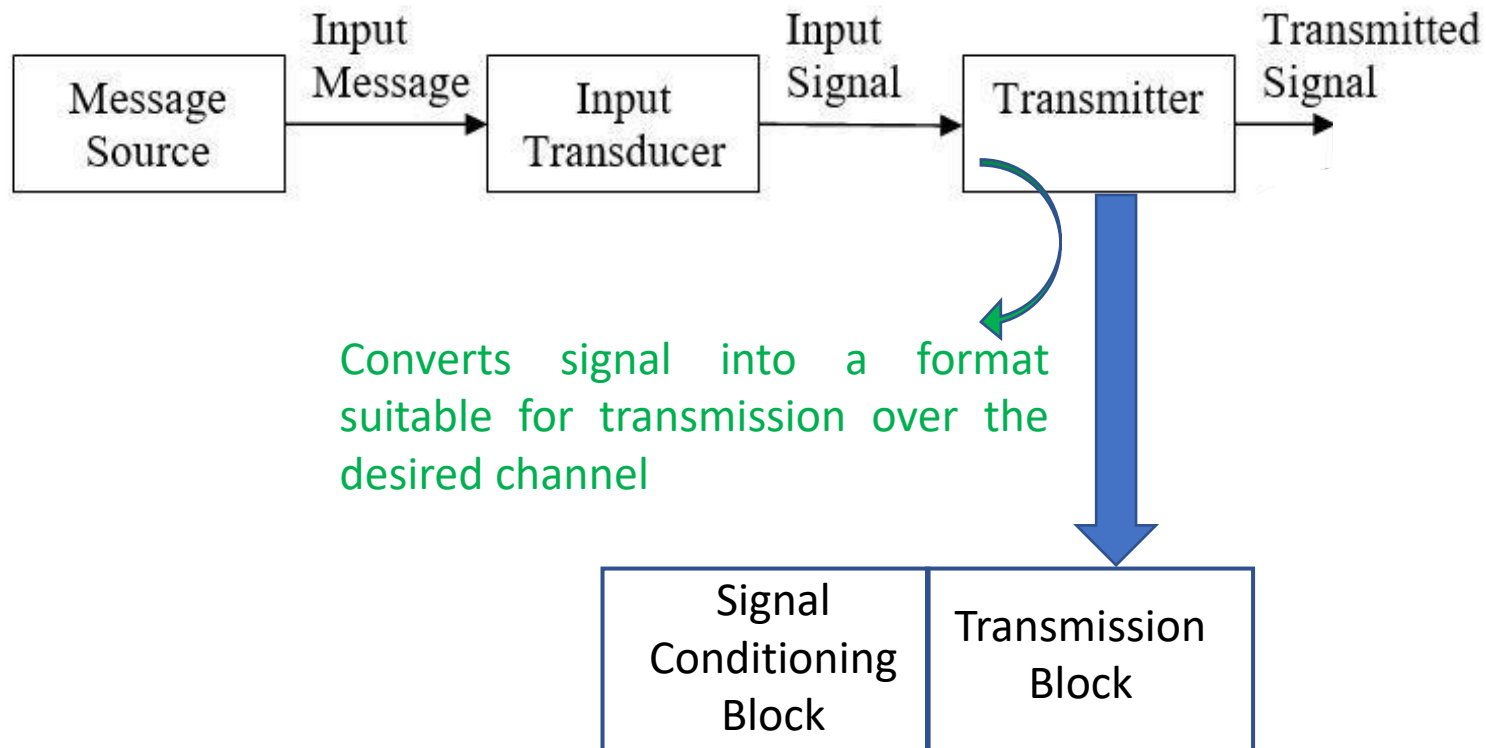 Input
Message
Input
Signal
Transmitted
Signal
Message
Source
Input
Transducer
Transmitter
Converts signal into a format
suitable for transmission over the
desired channel
Signal
Conditioning
Block
Transmission
Block